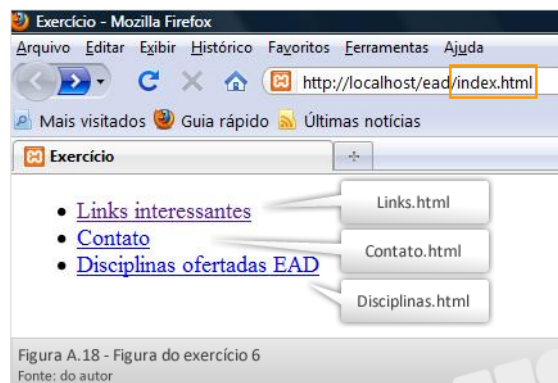 Exercício - Mozilla Firefox
Arquivo Editar Exibir Histórico Favoritos Ferramentas Ajuda
http://localhost/ead/index.html
Mais visitados Guia rápido Últimas notícias
Exercício
• Links interessantes
Links.html
• Contato
Contato.html
• Disciplinas ofertadas EAD
Disciplinas.html
Figura A.18 - Figura do exercício 6
Fonte: do autor